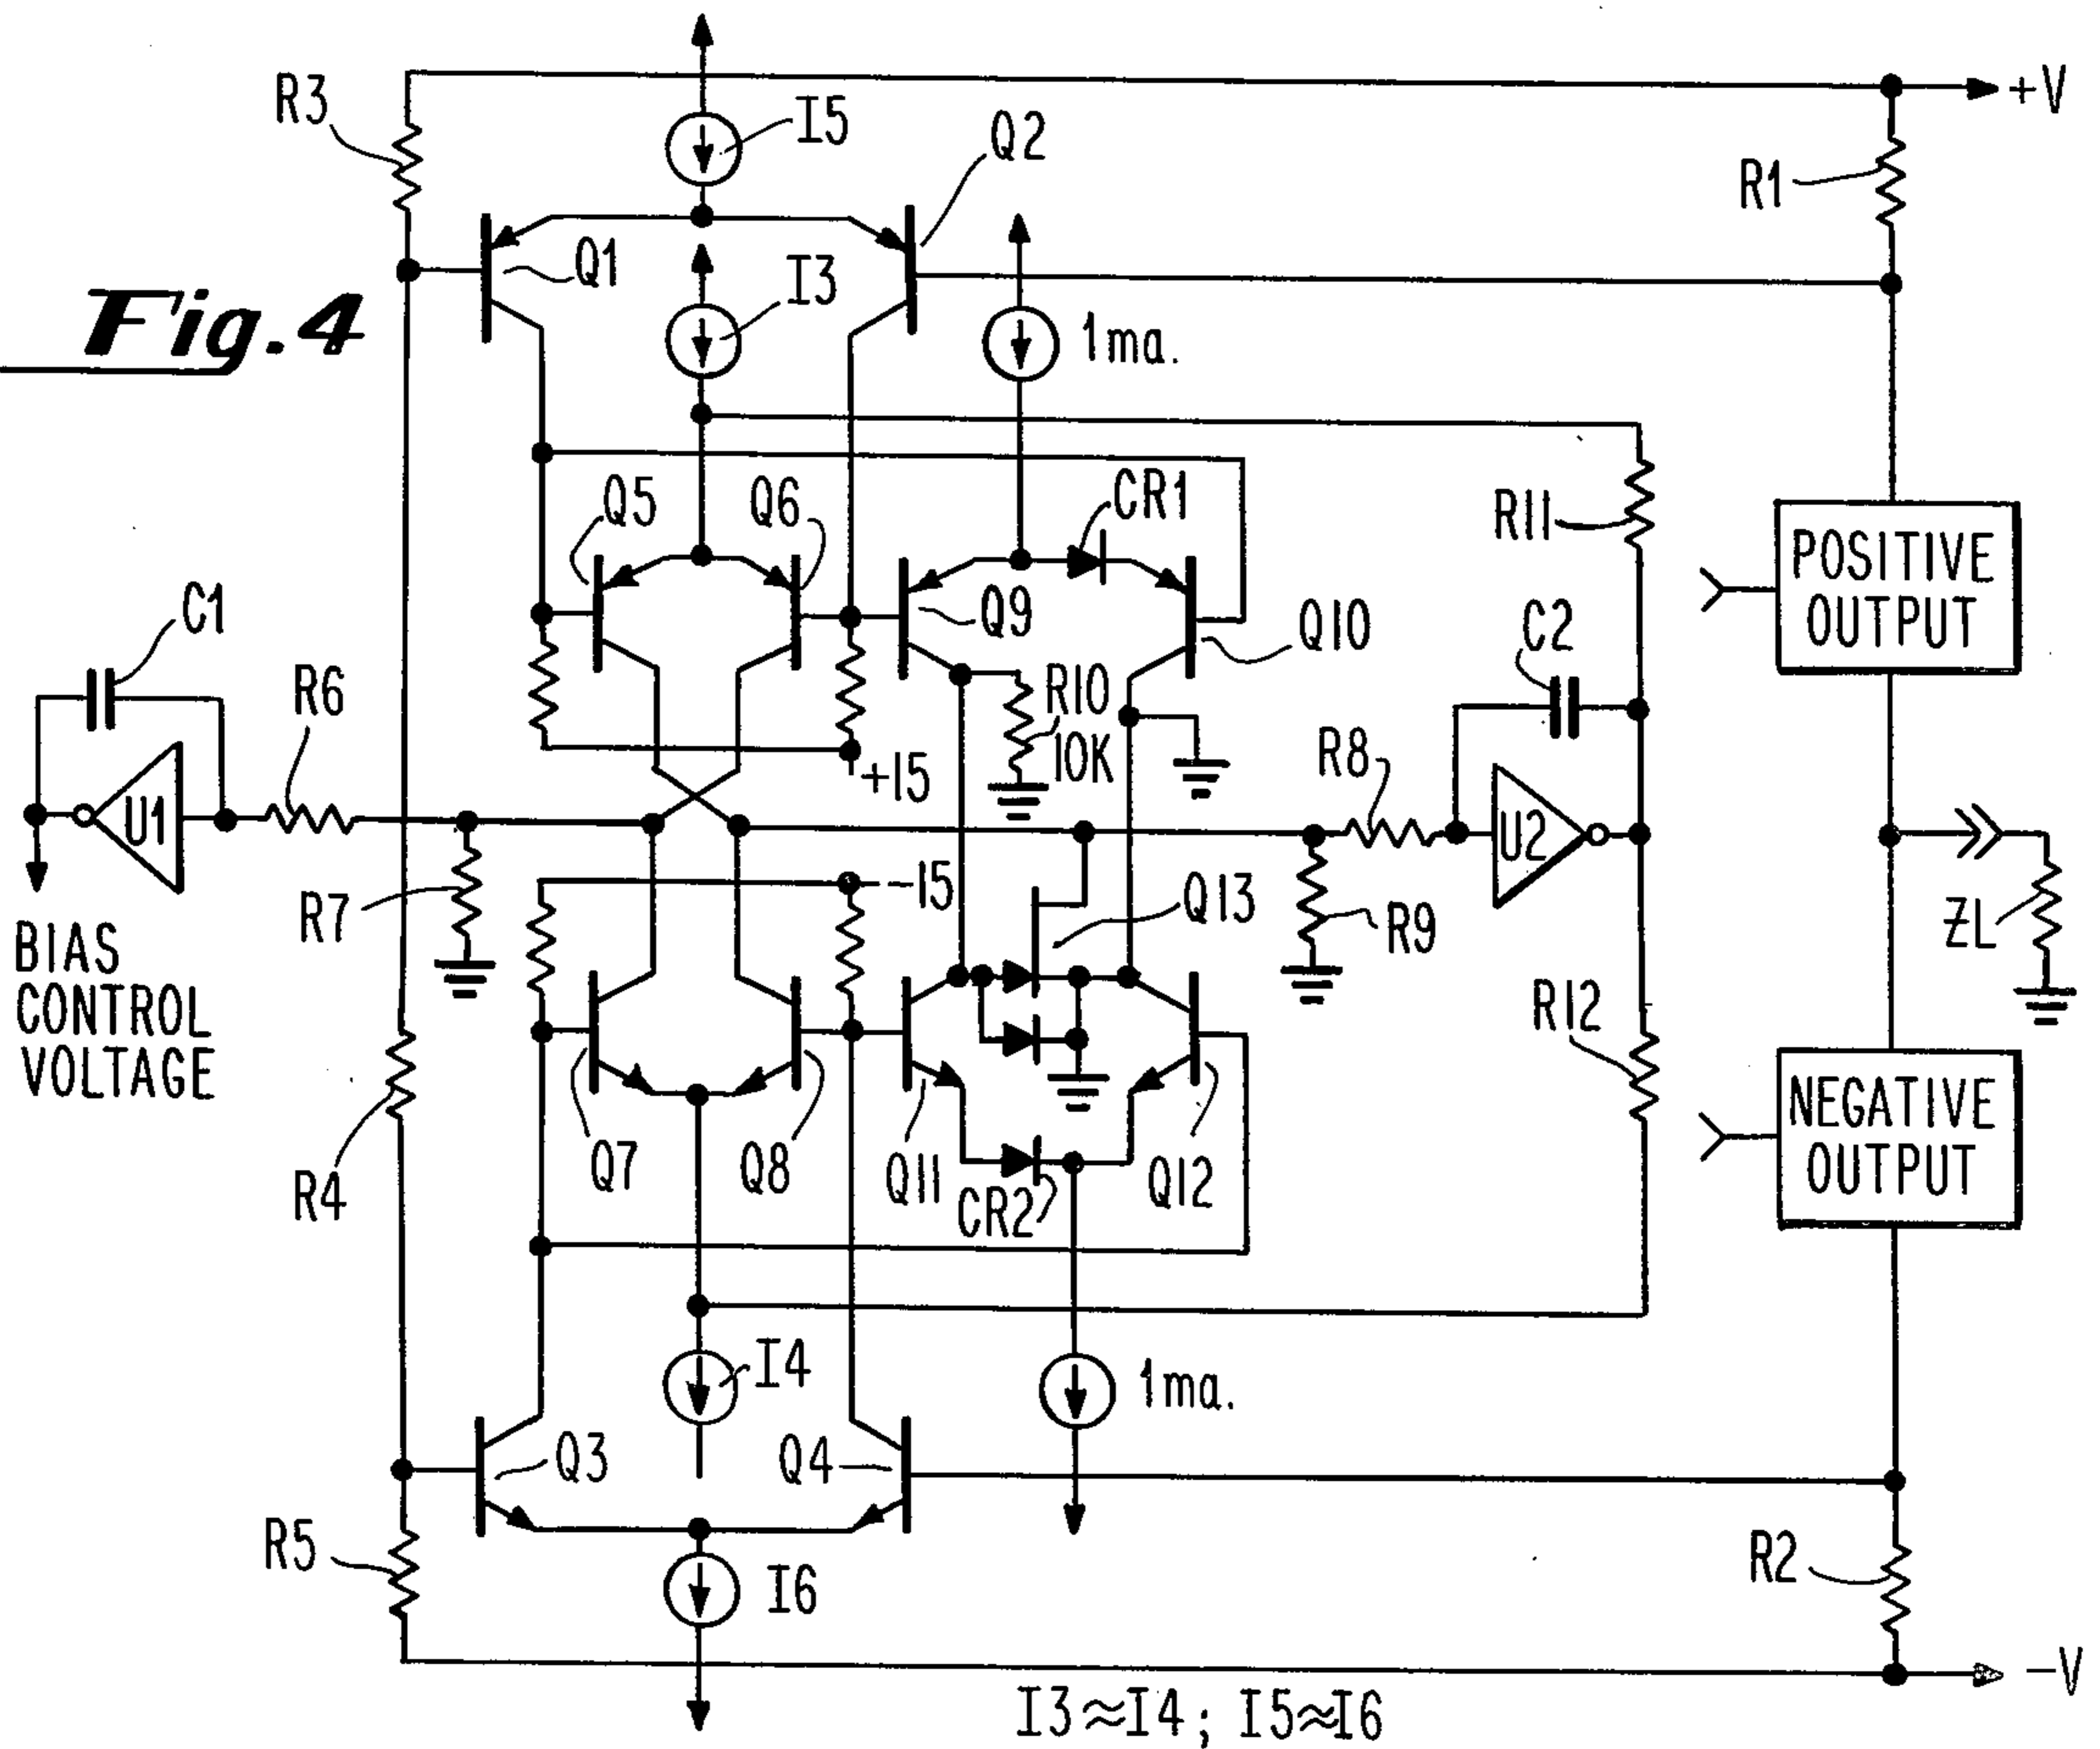 R3
I5
Q2
+V
R1
Fig.4
Q1
I3
1ma.
Q5
Q6
CR1
R11
POSITIVE
OUTPUT
C1
R6
Q9
Q10
C2
R10
10K
+15
R8
U1
U2
-15
Q13
R7
R9
ZL
BIAS
CONTROL
VOLTAGE
R12
R4
Q7
Q8
Q11
CR2
Q12
NEGATIVE
OUTPUT
I4
1ma.
Q3
Q4
R5
I6
R2
-V
I3≈I4; I5≈I6